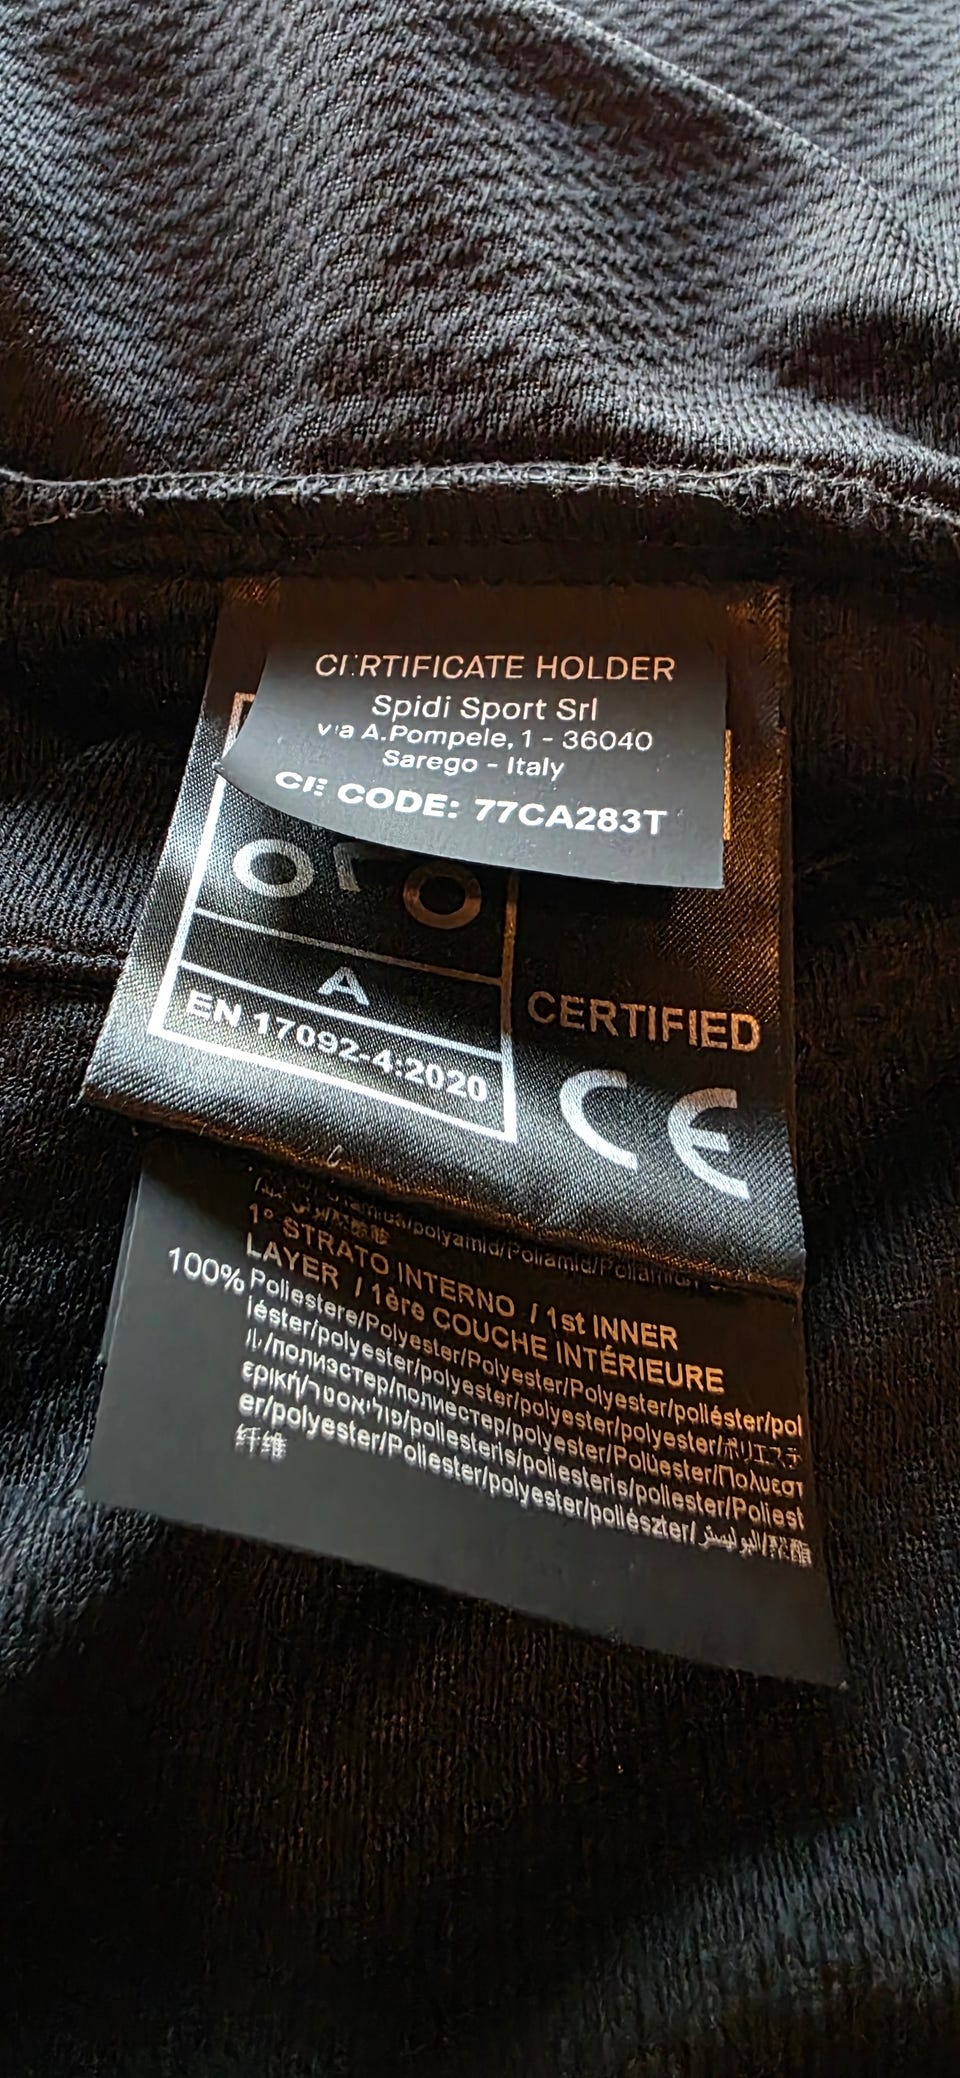 CERTIFICATE HOLDER
Spidi Sport Srl
via A.Pompele, 1 - 36040
Sarego - Italy
CE CODE: 77CA283T
A
EN 17092-4:2020
CERTIFIED
CE
1° STRATO INTERNO / 1st INNER
LAYER / 1ère COUCHE INTÉRIEURE
100% Poliestere/Polyester/Polyester/Polyester/poliéster/pol
iéster/polyester/polyester/polyester/polyester/ポリエステ
ル/полиэстер/полиестер/polyester/Polüester/Πολυεστ
ερική/פוליאסטר/poliesteris/poliesteris/poliester/Poliest
er/polyester/Poliester/polyester/poliészter/البوليستر/聚酯
纤维